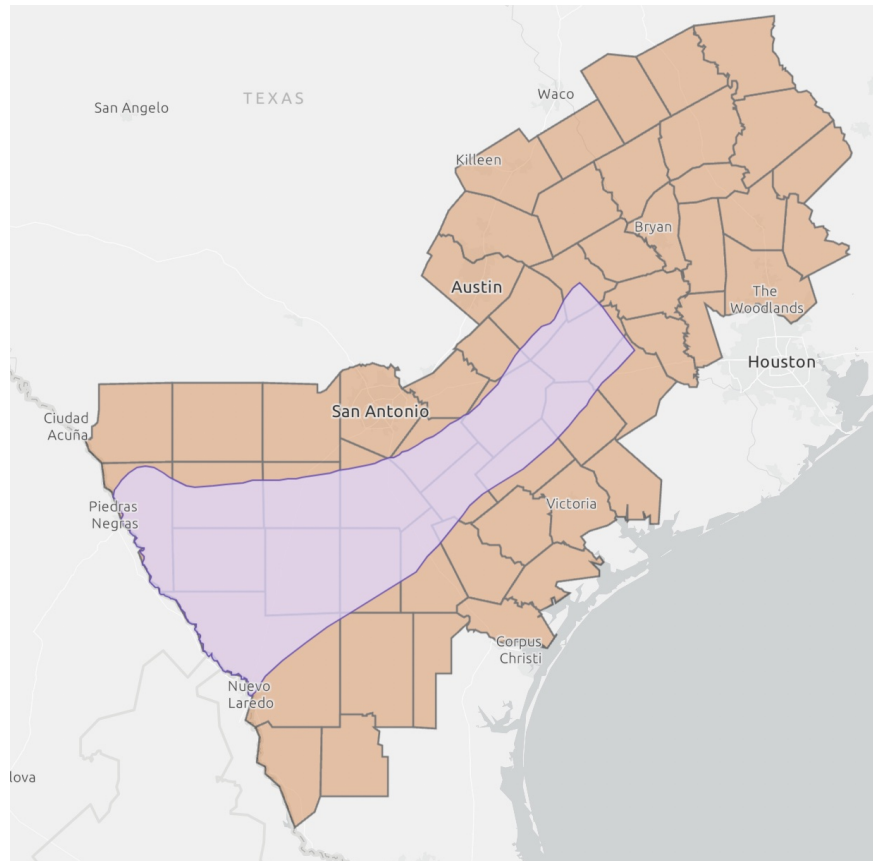 TEXAS
San Angelo
Waco
Killeen
Bryan
Austin
The
Woodlands
Houston
San Antonio
Ciudad
Acuña
Piedras
Negras
Victoria
Corpus
Christi
Nuevo
Laredo
lova